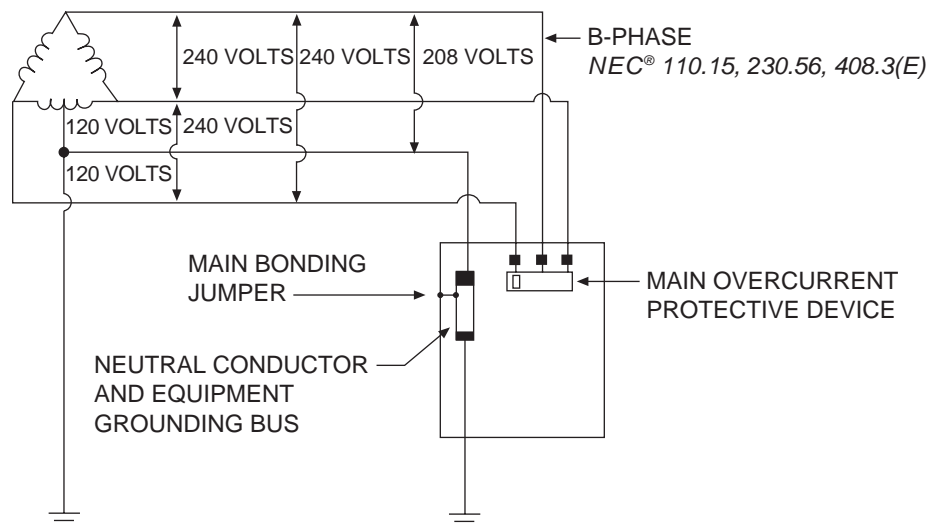 240 VOLTS
240 VOLTS
208 VOLTS
B-PHASE
NEC® 110.15, 230.56, 408.3(E)
120 VOLTS
240 VOLTS
120 VOLTS
MAIN BONDING
JUMPER
MAIN OVERCURRENT
PROTECTIVE DEVICE
NEUTRAL CONDUCTOR
AND EQUIPMENT
GROUNDING BUS